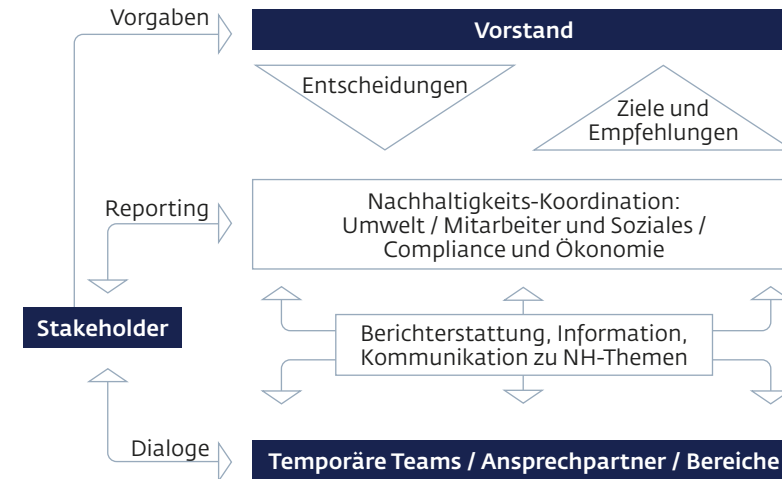 Vorgaben
Vorstand
Entscheidungen
Ziele und
Empfehlungen
Reporting
Nachhaltigkeits-Koordination:
Umwelt / Mitarbeiter und Soziales /
Compliance und Ökonomie
Stakeholder
Berichterstattung, Information,
Kommunikation zu NH-Themen
Dialoge
Temporäre Teams / Ansprechpartner / Bereiche